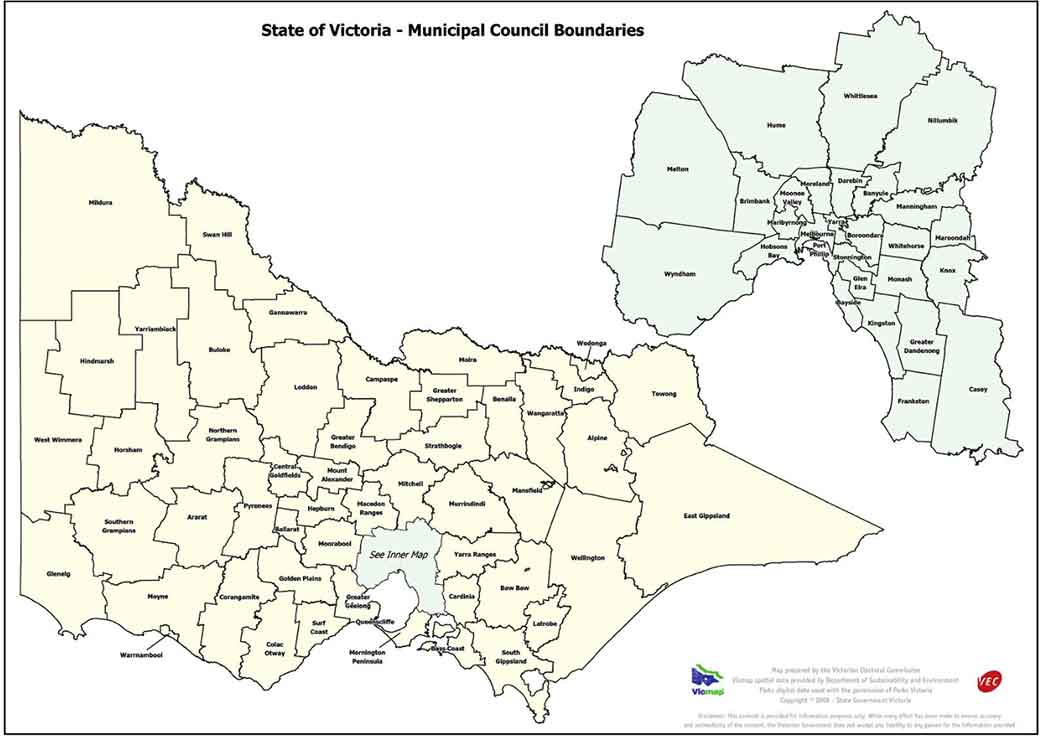 State of Victoria - Municipal Council Boundaries
Whittlesea
Hume
Nillumbik
Melton
Moreland
Darebin
Banyule
Moonee
Valley
Brimbank
Manningham
Maribyrnong
Yarra
Melbourne
Boroondara
Maroondah
Whitehorse
Hobsons
Bay
Port
Phillip
Stonnington
Wyndham
Knox
Glen
Eira
Monash
Bayside
Kingston
Greater
Dandenong
Casey
Frankston
Mildura
Swan Hill
Gannawarra
Yarriambiack
Buloke
Hindmarsh
Wodonga
Moira
Campaspe
Loddon
Greater
Shepparton
Benalla
Indigo
Towong
Wangaratta
West Wimmera
Northern
Grampians
Greater
Bendigo
Strathbogie
Alpine
Horsham
Central
Goldfields
Mount
Alexander
Mitchell
Mansfield
Pyrenees
Hepburn
Macedon
Ranges
Murrindindi
Southern
Grampians
Ararat
Ballarat
East Gippsland
Moorabool
See Inner Map
Yarra Ranges
Wellington
Glenelg
Golden Plains
Baw Baw
Moyne
Corangamite
Greater
Geelong
Cardinia
Queenscliffe
Surf
Coast
Latrobe
Warrnambool
Colac
Otway
Mornington
Peninsula
Bass Coast
South
Gippsland
Vicmap
Map prepared by the Victorian Electoral Commission
Vicmap spatial data provided by Department of Sustainability and Environment
Parks digital data used with the permission of Parks Victoria
Copyright © 2008 - State Government Victoria
VEC
Disclaimer: This content is provided for information purposes only. While every effort has been made to ensure accuracy
and authenticity of the content, the Victorian Government does not accept any liability to any person for the information provided